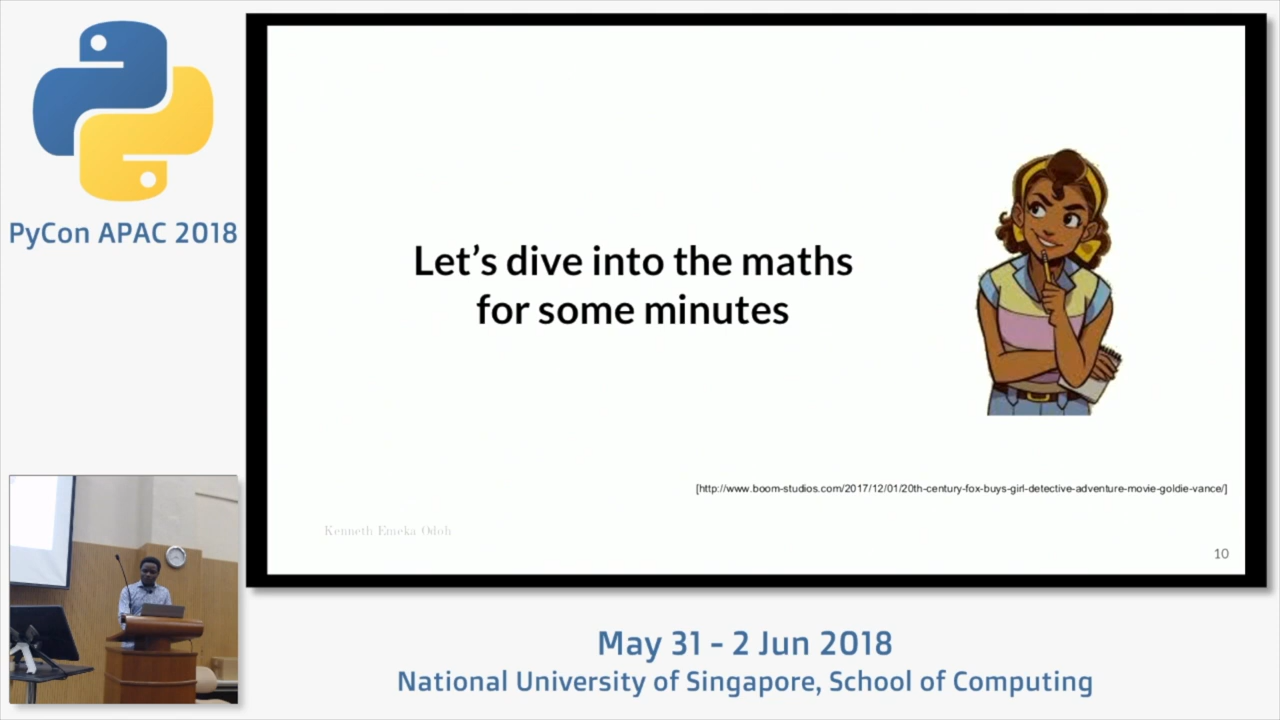 PyCon APAC 2018
Let's dive into the maths
for some minutes
[http://www.boom-studios.com/2017/12/01/20th-century-fox-buys-girl-detective-adventure-movie-goldie-vance/]
Kenneth Emeka Odoh
10
May 31 - 2 Jun 2018
National University of Singapore, School of Computing